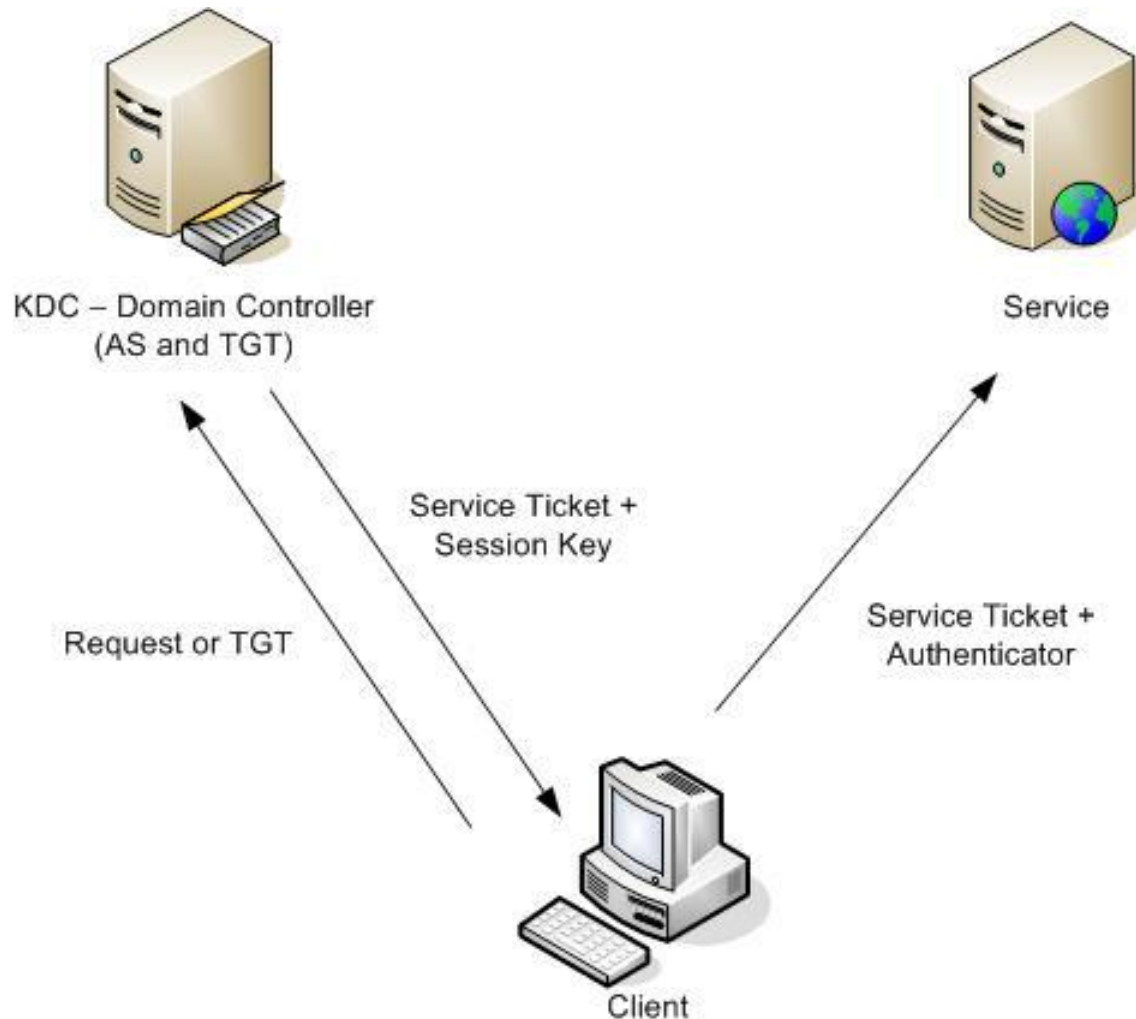 KDC – Domain Controller
(AS and TGT)
Service
Service Ticket +
Session Key
Request or TGT
Service Ticket +
Authenticator
Client